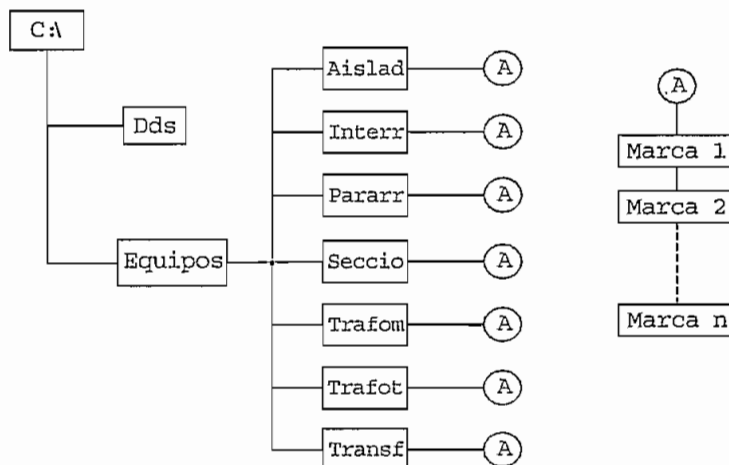 C:\
Dds
Equipos
Aislad A
Interr A
Pararr A
Seccio A
Trafom A
Trafot A
Transf A
A
Marca 1
Marca 2
Marca n